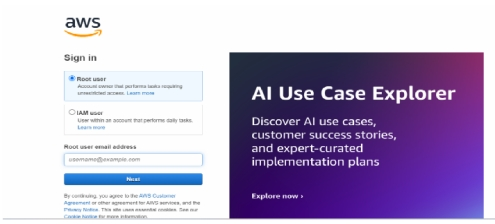 aws
Sign in
Root user
Account owner that performs tasks requiring
unrestricted access. Learn more
IAM user
User within an account that performs daily tasks.
Learn more
Root user email address
username@example.com
Next
By continuing, you agree to the AWS Customer
Agreement or other agreement for AWS services, and the
Privacy Notice. This site uses essential cookies. See our
Cookie Notice for more information.
AI Use Case Explorer
Discover AI use cases,
customer success stories,
and expert-curated
implementation plans
Explore now ›